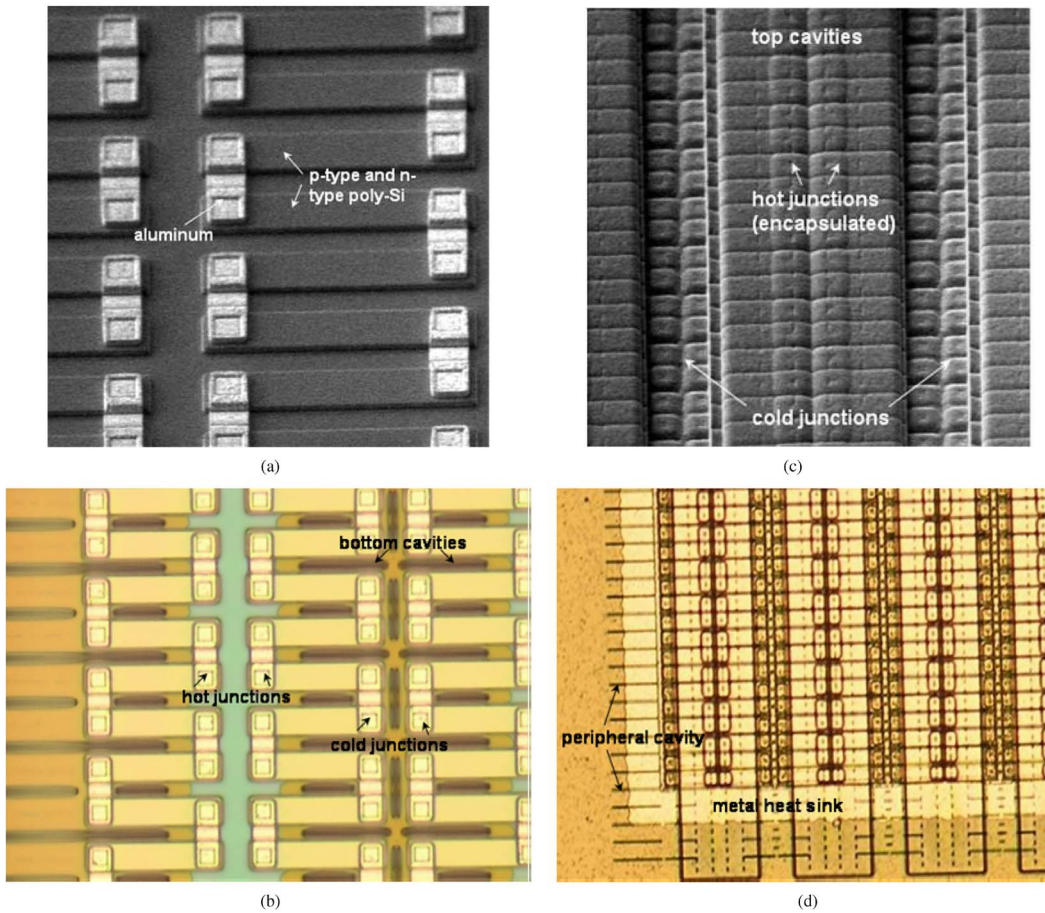 p-type and n-
type poly-Si
aluminum
(a)
top cavities
hot junctions
(encapsulated)
cold junctions
(c)
bottom cavities
hot junctions
cold junctions
(b)
peripheral cavity
metal heat sink
(d)